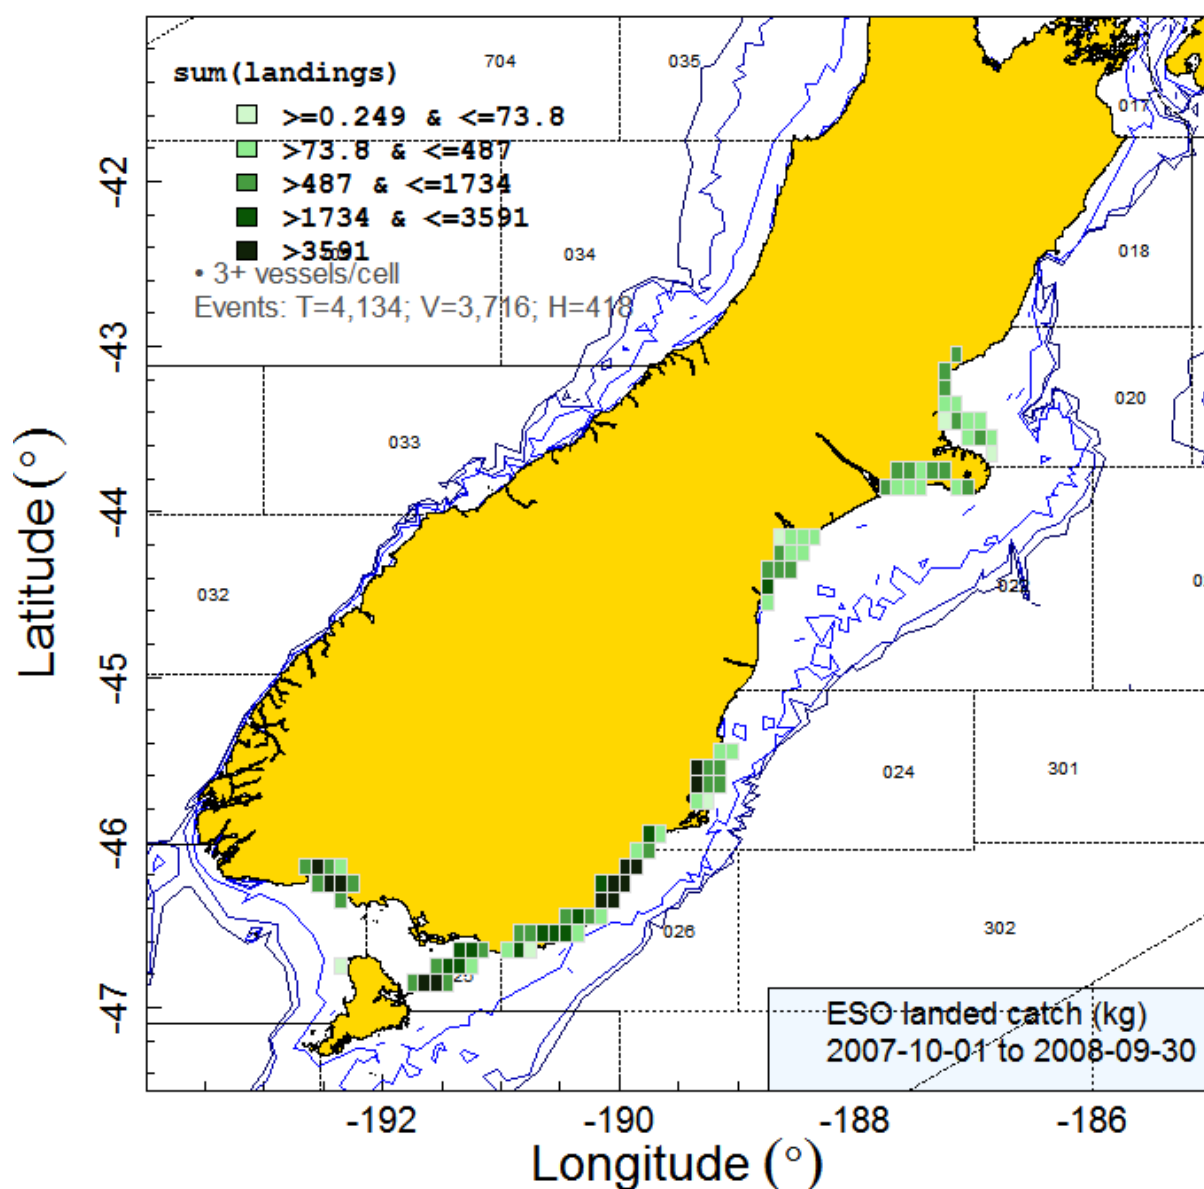 704
035
017
sum(landings)
>=0.249 & <=73.8
>73.8 & <=487
>487 & <=1734
>1734 & <=3591
>3591
034
018
• 3+ vessels/cell
Events: T=4,134; V=3,716; H=418
033
020
032
024
301
026
302
ESO landed catch (kg)
2007-10-01 to 2008-09-30
-42
-43
-44
-45
-46
-47
Latitude (°)
-192
-190
-188
-186
Longitude (°)